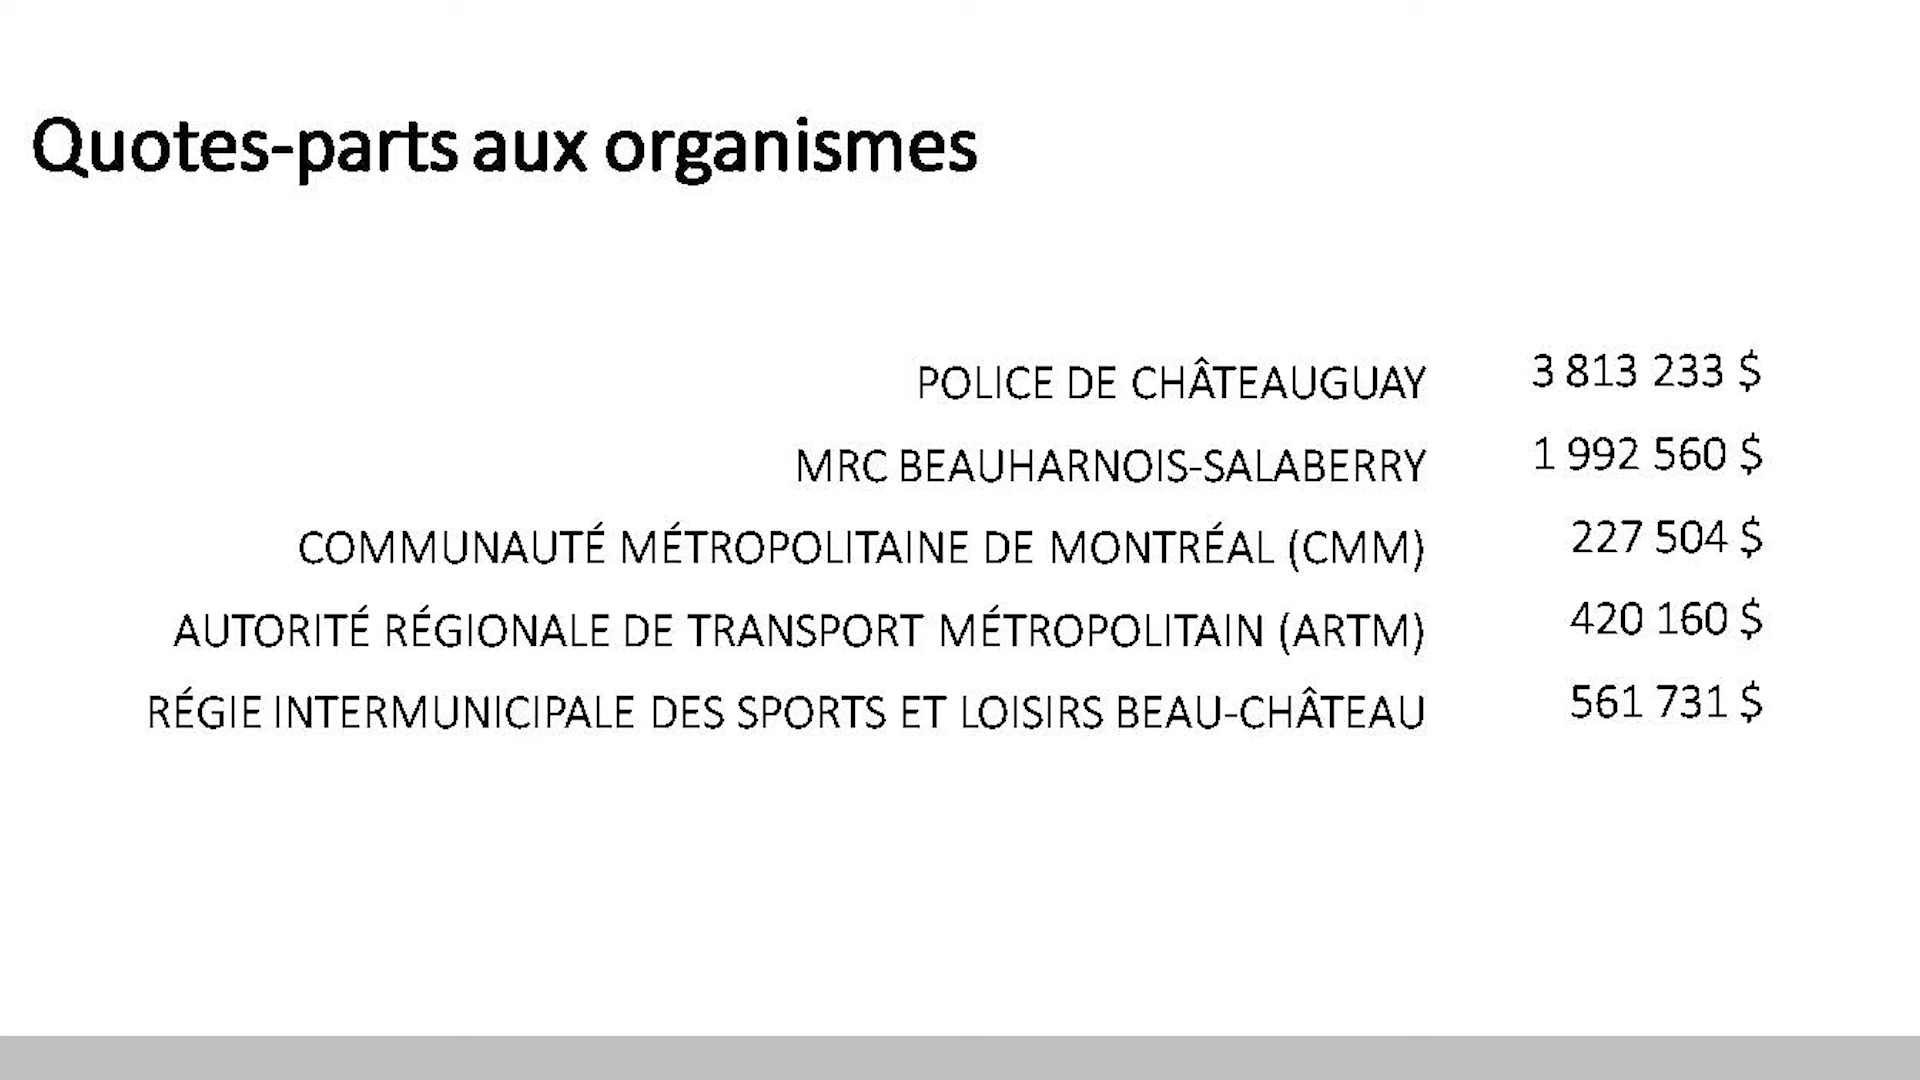 Quotes-parts aux organismes
POLICE DE CHÂTEAUGUAY 3 813 233 $
MRC BEAUHARNOIS-SALABERRY 1 992 560 $
COMMUNAUTÉ MÉTROPOLITAINE DE MONTRÉAL (CMM) 227 504 $
AUTORITÉ RÉGIONALE DE TRANSPORT MÉTROPOLITAIN (ARTM) 420 160 $
RÉGIE INTERMUNICIPALE DES SPORTS ET LOISIRS BEAU-CHÂTEAU 561 731 $